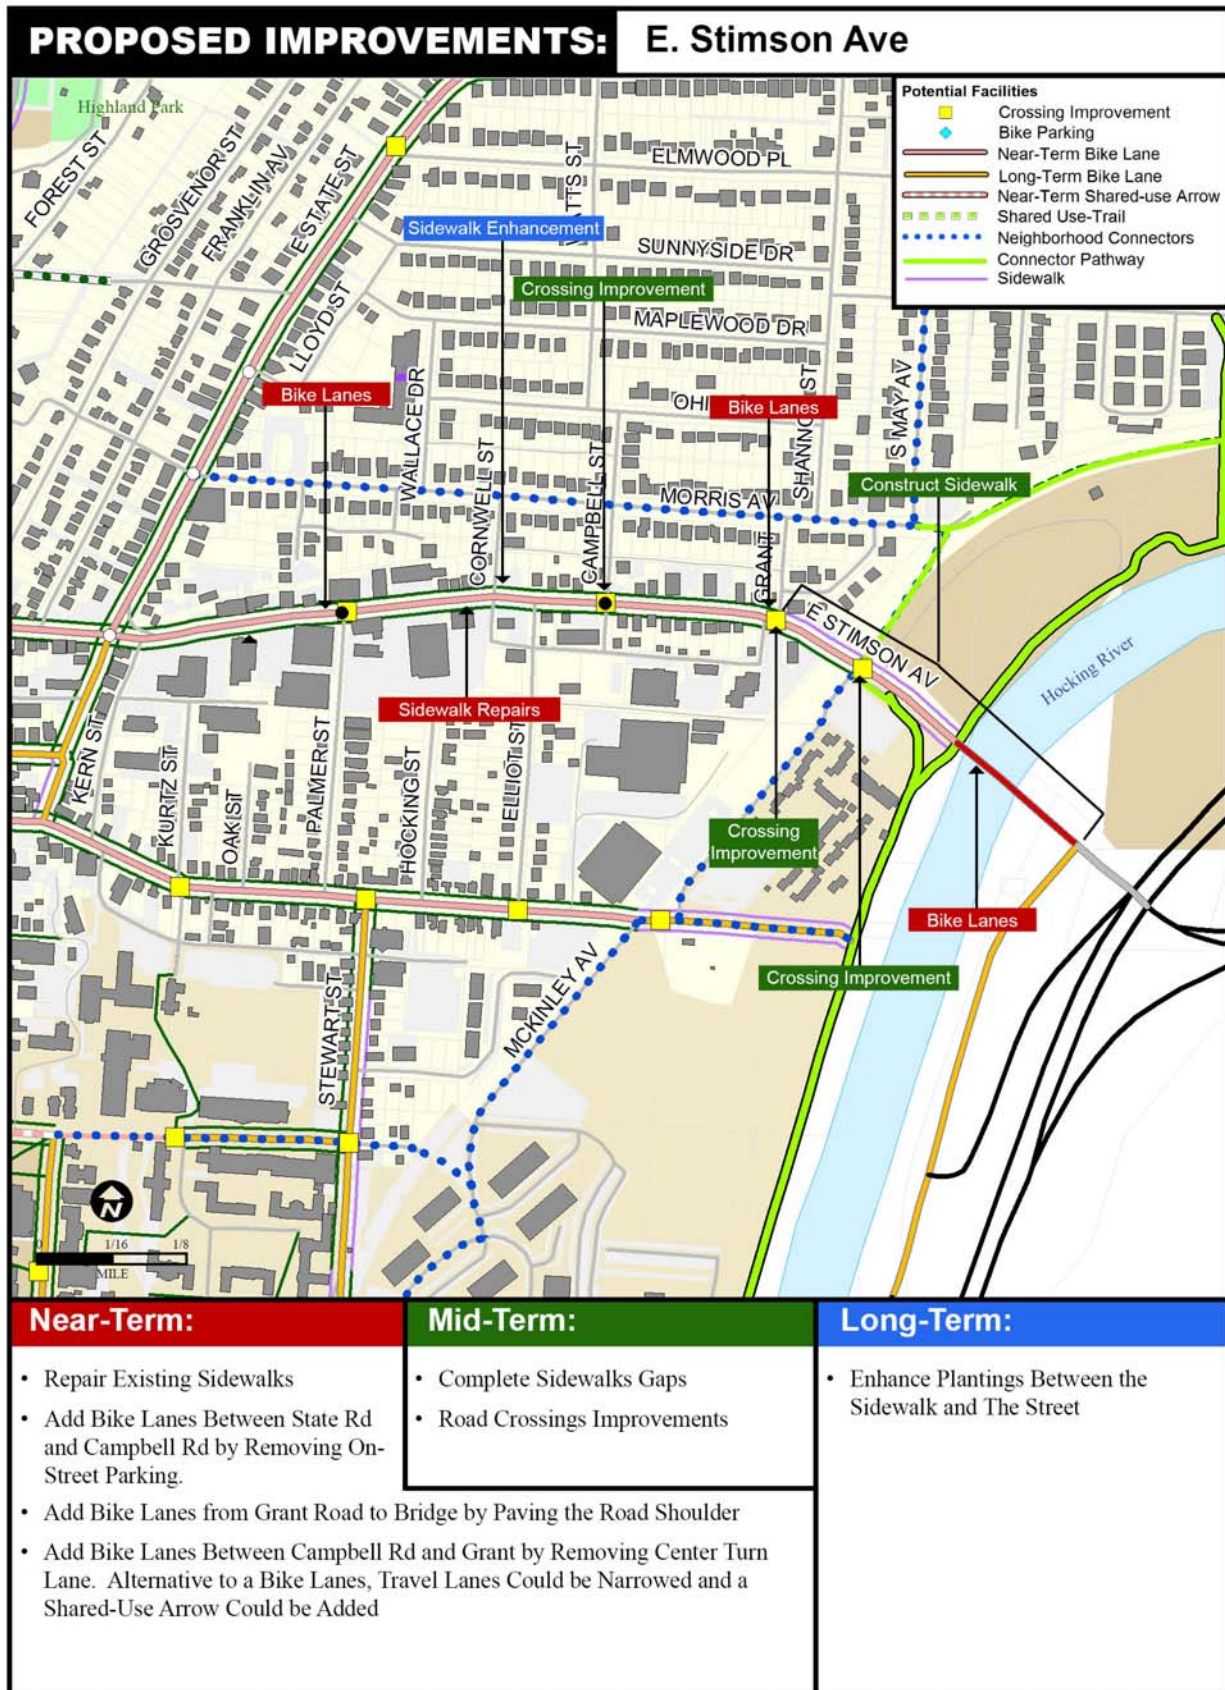 PROPOSED IMPROVEMENTS: E. Stimson Ave
Potential Facilities
Crossing Improvement
Bike Parking
Near-Term Bike Lane
Long-Term Bike Lane
Near-Term Shared-use Arrow
Shared Use-Trail
Neighborhood Connectors
Connector Pathway
Sidewalk
Highland Park
FOREST ST
GROSVENOR ST
FRANKLIN AV
E STATE ST
LLOYD ST
ELMWOOD PL
Sidewalk Enhancement
SUNNYSIDE DR
Crossing Improvement
MAPLEWOOD DR
Bike Lanes
WALLACE DR
Bike Lanes
SHANNO ST
S MAY AV
CORNWELL ST
CAMPBELL ST
MORRIS AV
Construct Sidewalk
GRANT
E STIMSON AV
Hocking River
Sidewalk Repairs
KERN ST
KURTZ ST
OAK ST
PALMER ST
HOCKING ST
ELLIOT ST
Crossing
Improvement
Bike Lanes
Crossing Improvement
STEWART ST
MCKINLEY AV
N
0 1/16 1/8
MILE
Near-Term:
• Repair Existing Sidewalks
• Add Bike Lanes Between State Rd
and Campbell Rd by Removing On-
Street Parking.
• Add Bike Lanes from Grant Road to Bridge by Paving the Road Shoulder
• Add Bike Lanes Between Campbell Rd and Grant by Removing Center Turn
Lane. Alternative to a Bike Lanes, Travel Lanes Could be Narrowed and a
Shared-Use Arrow Could be Added
Mid-Term:
• Complete Sidewalks Gaps
• Road Crossings Improvements
Long-Term:
• Enhance Plantings Between the
Sidewalk and The Street